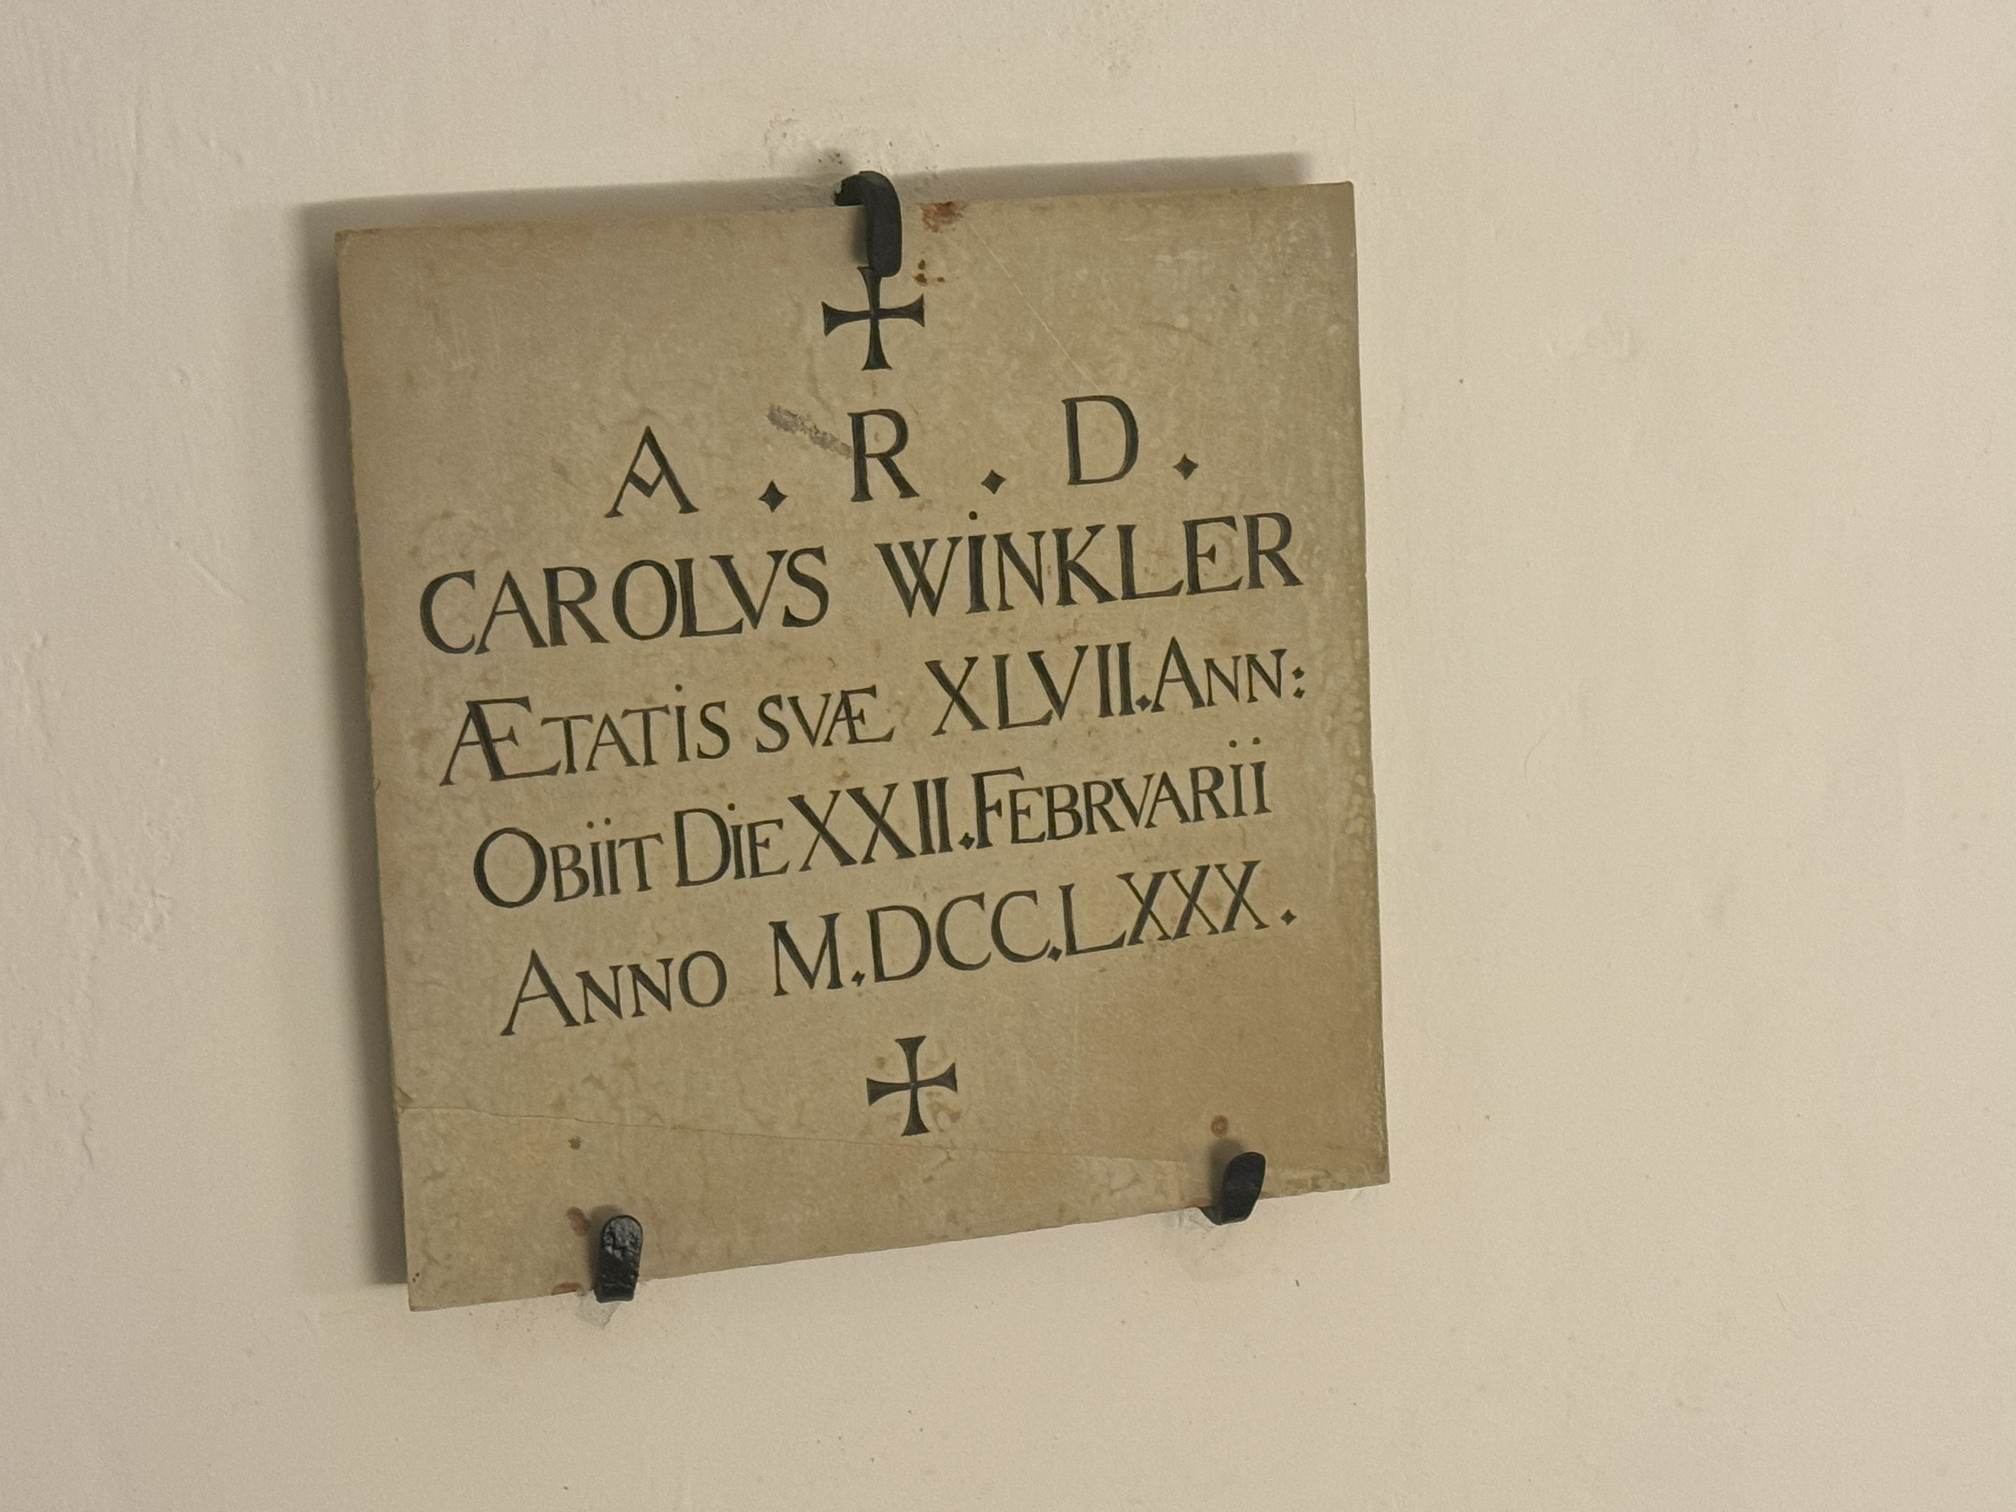 A . R . D .
CAROLVS WINKLER
ÆTATIS SVÆ XLVII. ANN:
OBIIT DIE XXII. FEBRVARII
ANNO M.DCC.LXXX.